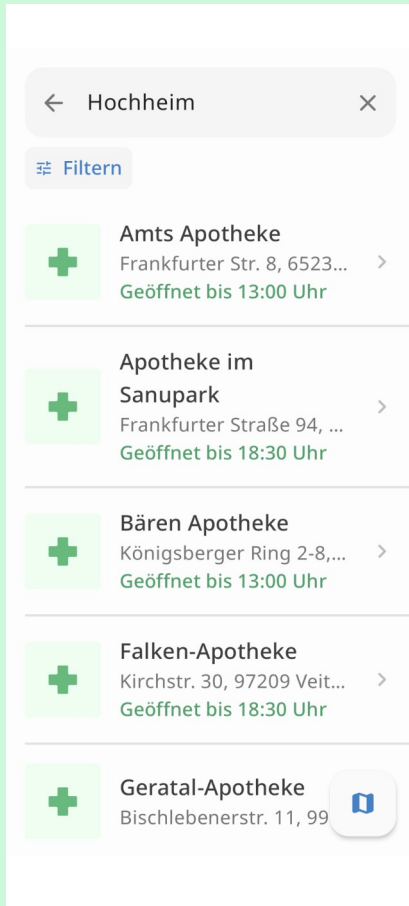 Hochheim
Filtern
Amts Apotheke
Frankfurter Str. 8, 6523...
Geöffnet bis 13:00 Uhr
Apotheke im
Sanupark
Frankfurter Straße 94, ...
Geöffnet bis 18:30 Uhr
Bären Apotheke
Königsberger Ring 2-8,...
Geöffnet bis 13:00 Uhr
Falken-Apotheke
Kirchstr. 30, 97209 Veit...
Geöffnet bis 18:30 Uhr
Geratal-Apotheke
Bischlebenerstr. 11, 99